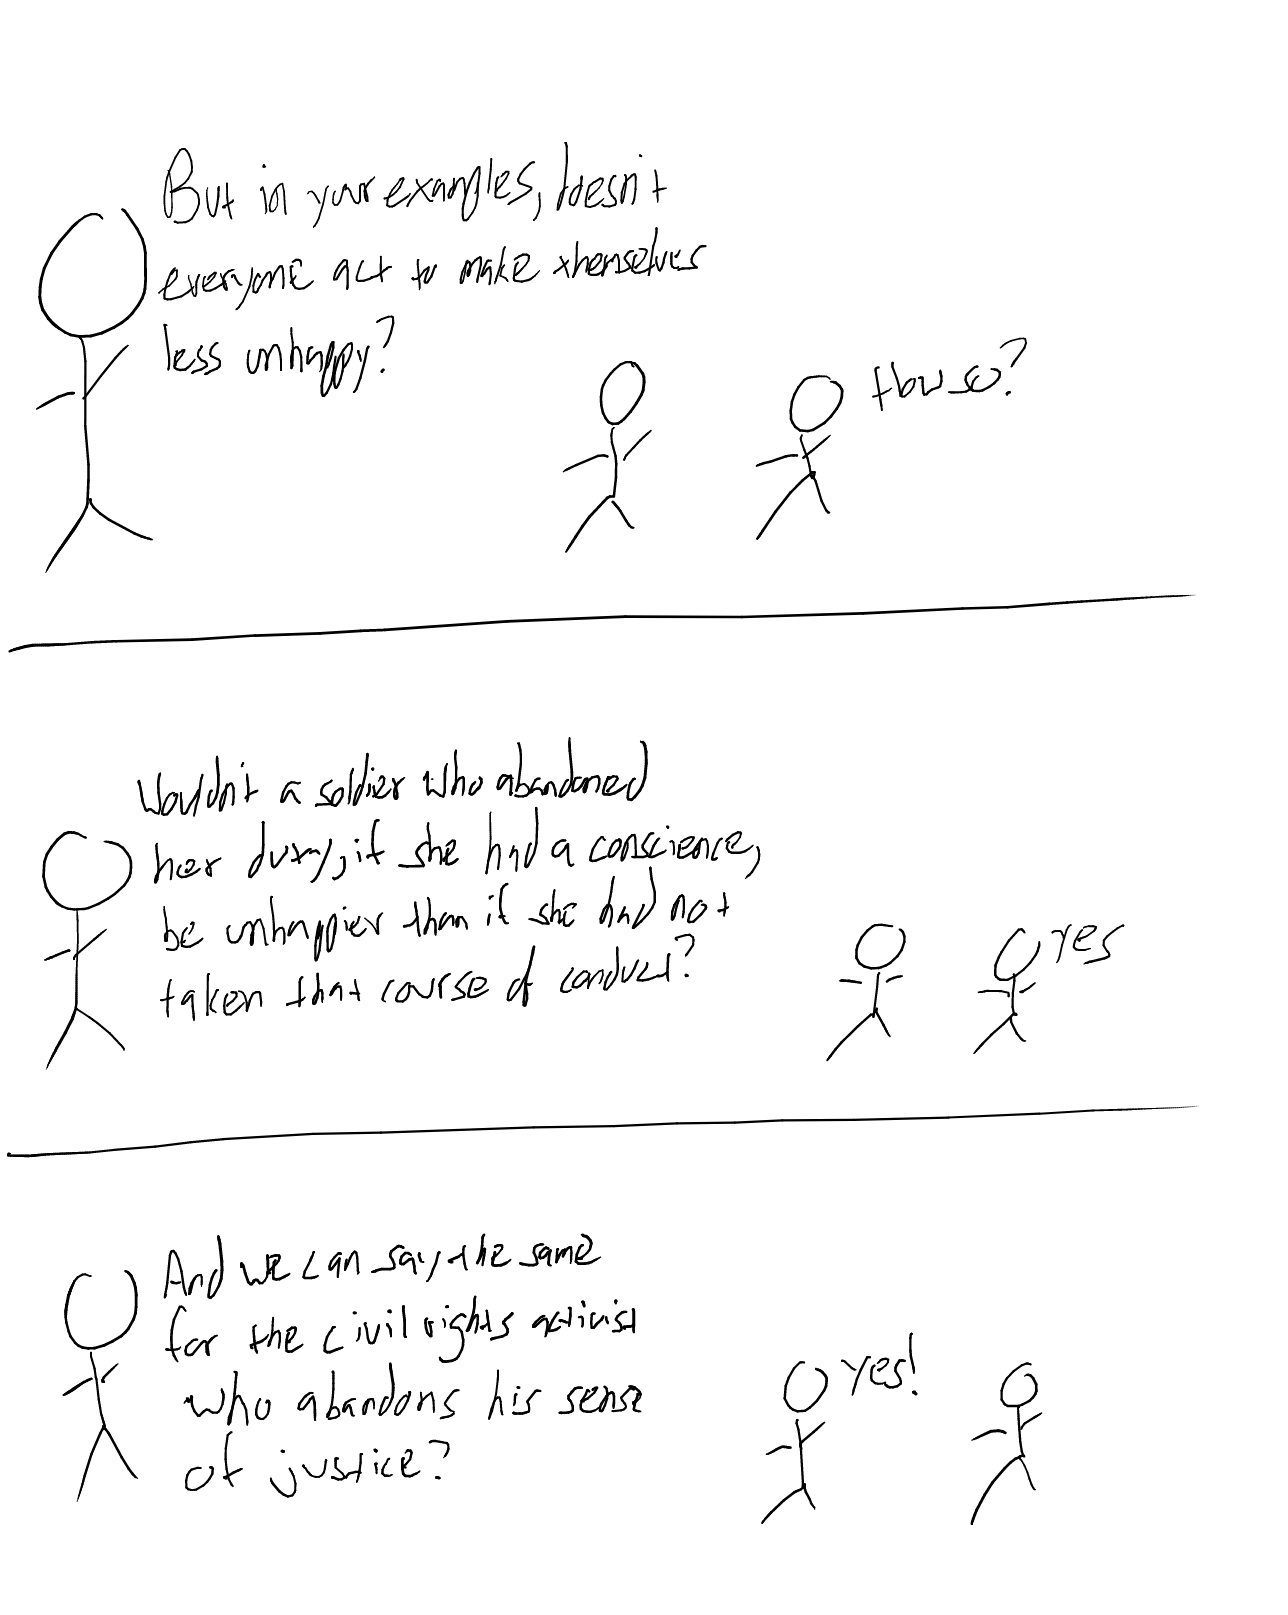 But in your examples, doesn't
everyone act to make themselves
less unhappy?
How so?
Wouldn't a soldier who abandoned
her duty, if she had a conscience,
be unhappier than if she had not
taken that course of conduct?
Yes
And we can say the same
for the civil rights activist
who abandons his sense
of justice?
Yes!